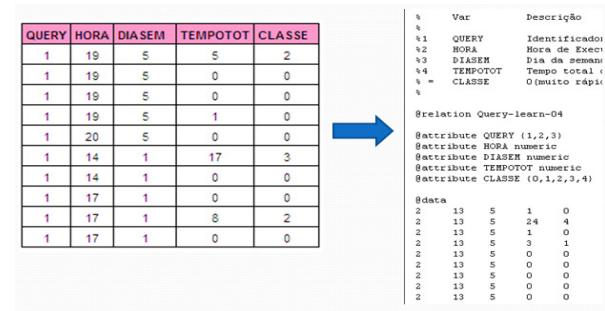 QUERY HORA DIASEM TEMPOTOT CLASSE
1 19 5 5 2
1 19 5 0 0
1 19 5 0 0
1 19 5 1 0
1 20 5 0 0
1 14 1 17 3
1 14 1 0 0
1 17 1 0 0
1 17 1 8 2
1 17 1 0 0
% Var Descrição
%
%1 QUERY Identificador
%2 HORA Hora de Execu
%3 DIASEM Dia da semana
%4 TEMPOTOT Tempo total
% = CLASSE 0(muito rápid
%
@relation Query-learn-04
@attribute QUERY {1,2,3}
@attribute HORA numeric
@attribute DIASEM numeric
@attribute TEMPOTOT numeric
@attribute CLASSE {0,1,2,3,4}
@data
2 13 5 1 0
2 13 5 24 4
2 13 5 1 0
2 13 5 3 1
2 13 5 0 0
2 13 5 0 0
2 13 5 0 0
2 13 5 0 0
2 13 5 0 0